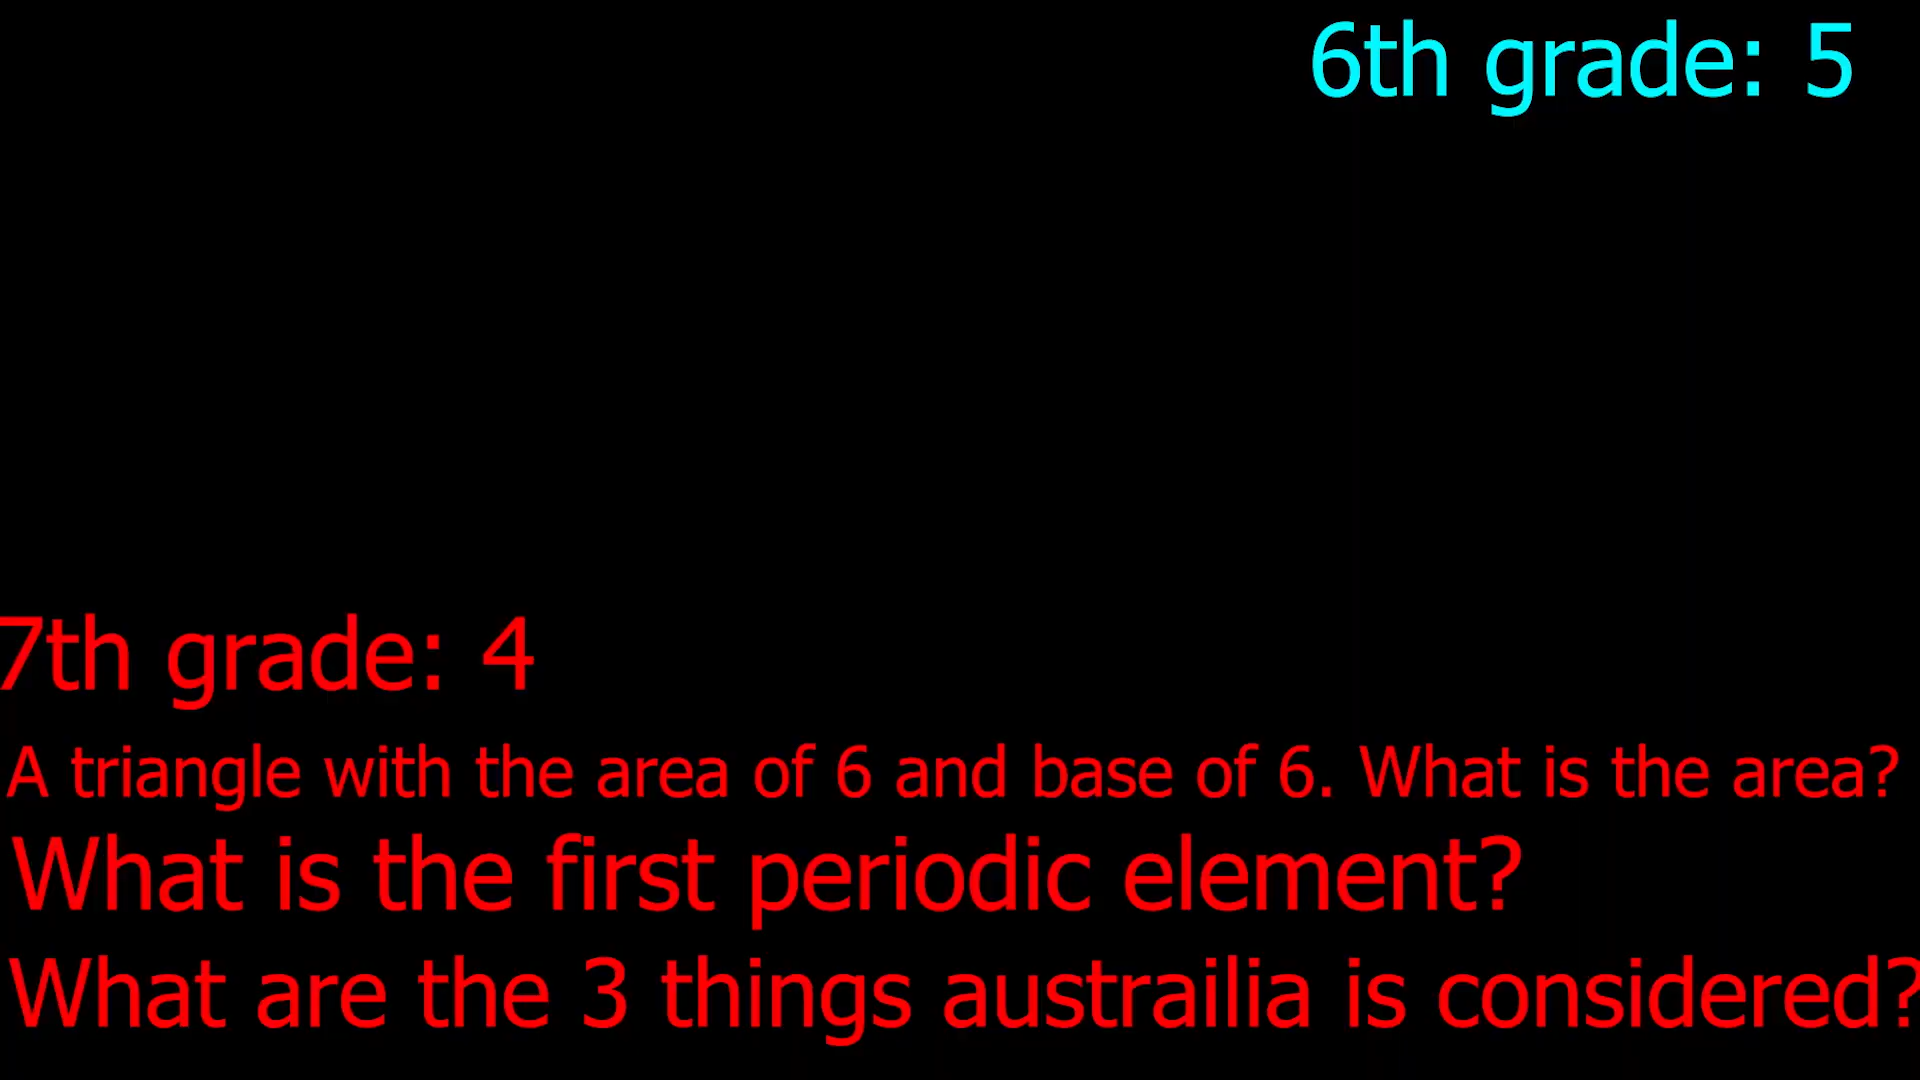 6th grade: 5
7th grade: 4
A triangle with the area of 6 and base of 6. What is the area?
What is the first periodic element?
What are the 3 things austrailia is considered?